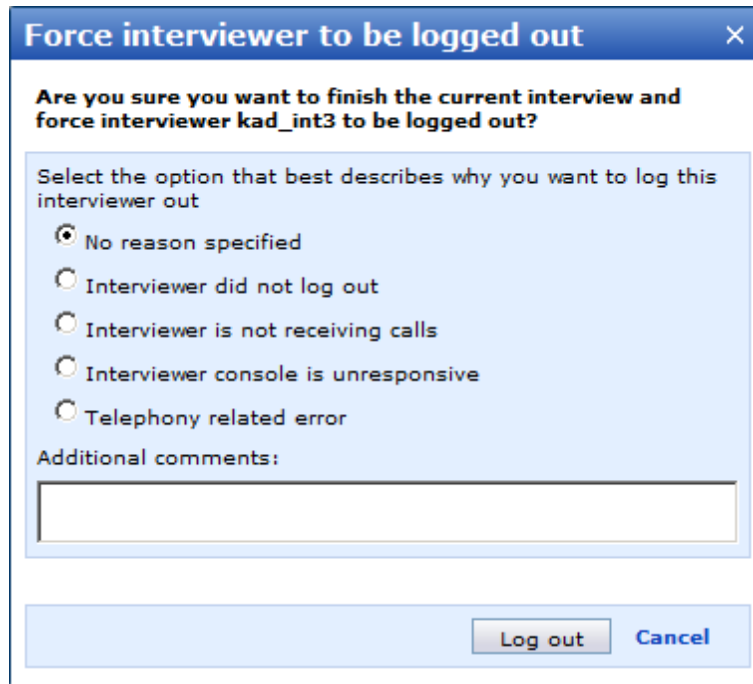 Force interviewer to be logged out
Are you sure you want to finish the current interview and
force interviewer kad_int3 to be logged out?
Select the option that best describes why you want to log this
interviewer out
No reason specified
Interviewer did not log out
Interviewer is not receiving calls
Interviewer console is unresponsive
Telephony related error
Additional comments:
Log out Cancel